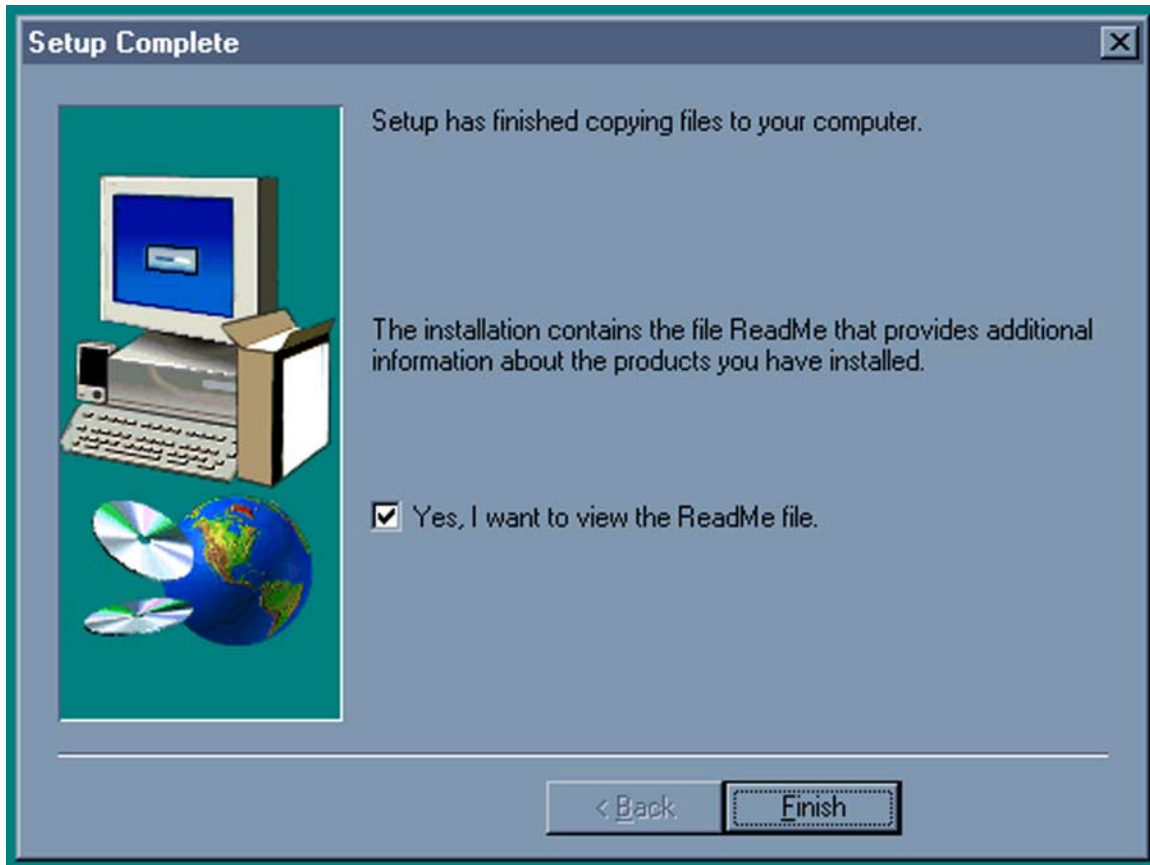 Setup Complete
Setup has finished copying files to your computer.
The installation contains the file ReadMe that provides additional
information about the products you have installed.
Yes, I want to view the ReadMe file.
< Back
Finish